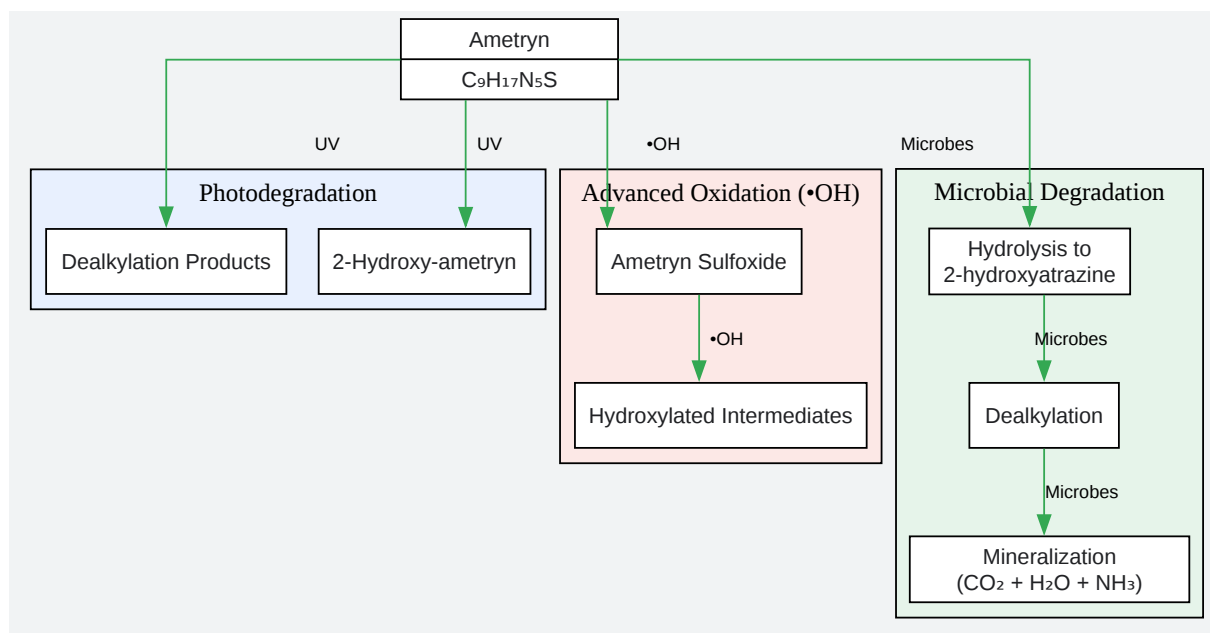 Ametryn
C₉H₁₇N₅S
UV
UV
•OH
Microbes
Photodegradation
Dealkylation Products
2-Hydroxy-ametryn
Advanced Oxidation (•OH)
Ametryn Sulfoxide
•OH
Hydroxylated Intermediates
Microbial Degradation
Hydrolysis to
2-hydroxyatrazine
Microbes
Dealkylation
Microbes
Mineralization
(CO₂ + H₂O + NH₃)